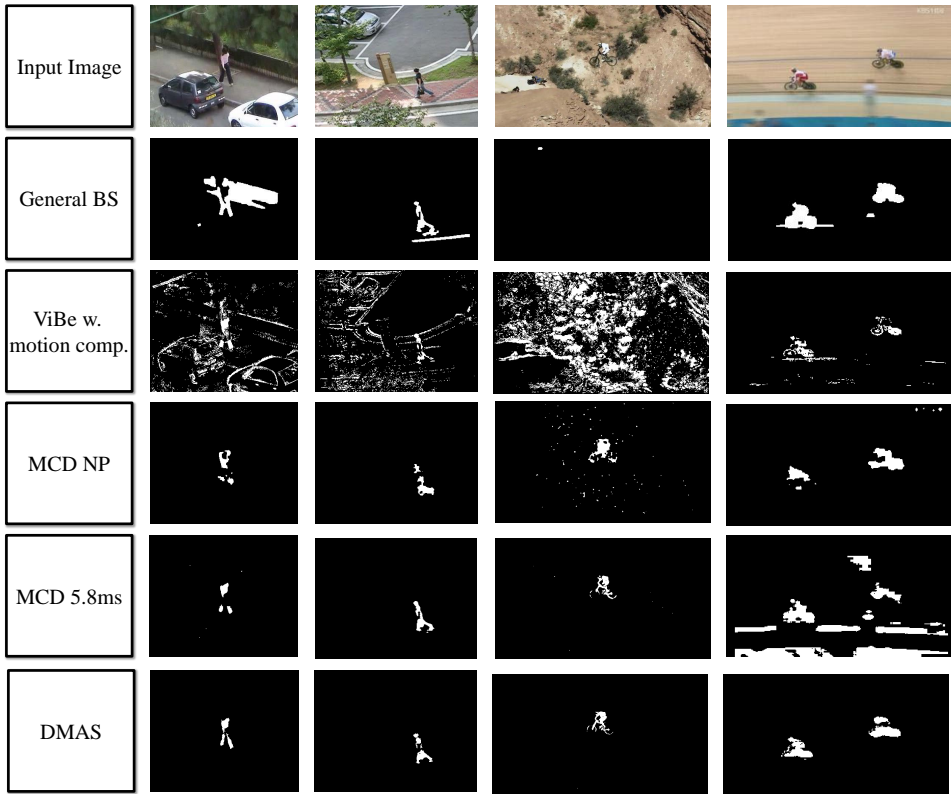 Input Image
General BS
ViBe w.
motion comp.
MCD NP
MCD 5.8ms
DMAS